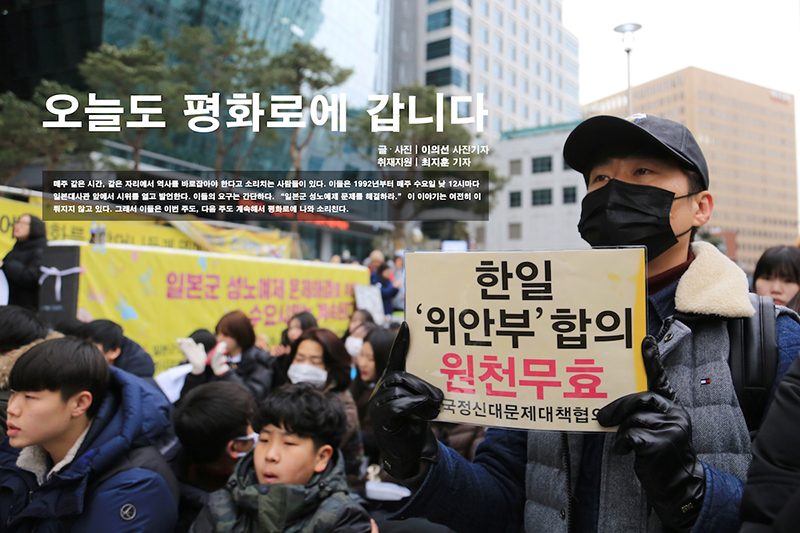 오늘도 평화로에 갑니다
글·사진 | 이의선 사진기자
취재지원 | 최지훈 기자
매주 같은 시간, 같은 자리에서 역사를 바로잡아야 한다고 소리치는 사람들이 있다. 이들은 1992년부터 매주 수요일 낮 12시마다
일본대사관 앞에서 시위를 열고 발언한다. 이들의 요구는 간단하다. “일본군 성노예제 문제를 해결하라.” 이 이야기는 여전히 이
뤄지지 않고 있다. 그래서 이들은 이번 주도, 다음 주도 계속해서 평화로에 나와 소리친다.
일본군 성노예제 문제
수요시
한일
‘위안부’ 합의
원천무효
국정신대문제대책협의